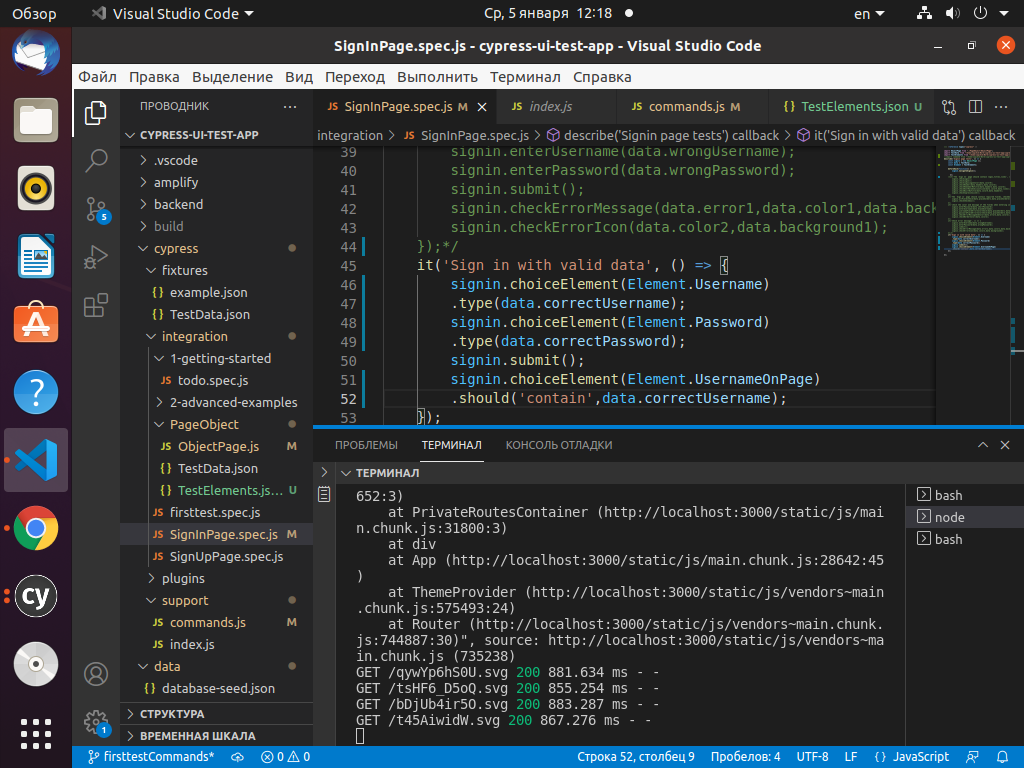 Обзор Visual Studio Code Ср, 5 января 12:18 en
SignInPage.spec.js - cypress-ui-test-app - Visual Studio Code
Файл Правка Выделение Вид Переход Выполнить Терминал Справка
ПРОВОДНИК ···
CYPRESS-UI-TEST-APP
.vscode
amplify
backend
build
cypress
fixtures
{} example.json
{} TestData.json
integration
1-getting-started
JS todo.spec.js
2-advanced-examples
PageObject
JS ObjectPage.js M
{} TestData.json
{} TestElements.js... U
JS firsttest.spec.js
JS SignInPage.spec.js M
JS SignUpPage.spec.js
plugins
support
JS commands.js M
JS index.js
data
{} database-seed.json
СТРУКТУРА
ВРЕМЕННАЯ ШКАЛА
5
1
cy
JS SignInPage.spec.js M JS index.js JS commands.js M {} TestElements.json U ···
integration > JS SignInPage.spec.js > describe('Signin page tests') callback > it('Sign in with valid data') callback
39 signin.enterUsername(data.wrongUsername);
40 signin.enterPassword(data.wrongPassword);
41 signin.submit();
42 signin.checkErrorMessage(data.error1,data.color1,data.bac
43 signin.checkErrorIcon(data.color2,data.background1);
44 });*/
45 it('Sign in with valid data', () => {
46 signin.choiceElement(Element.Username)
47 .type(data.correctUsername);
48 signin.choiceElement(Element.Password)
49 .type(data.correctPassword);
50 signin.submit();
51 signin.choiceElement(Element.UsernameOnPage)
52 .should('contain',data.correctUsername);
53 });
ПРОБЛЕМЫ ТЕРМИНАЛ КОНСОЛЬ ОТЛАДКИ
ТЕРМИНАЛ
652:3)
at PrivateRoutesContainer (http://localhost:3000/static/js/mai
n.chunk.js:31800:3)
at div
at App (http://localhost:3000/static/js/main.chunk.js:28642:45
)
at ThemeProvider (http://localhost:3000/static/js/vendors~main
.chunk.js:575493:24)
at Router (http://localhost:3000/static/js/vendors~main.chunk.
js:744887:30)", source: http://localhost:3000/static/js/vendors~ma
in.chunk.js (735238)
GET /qywYp6hS0U.svg 200 881.634 ms - -
GET /tsHF6_D5oQ.svg 200 855.254 ms - -
GET /bDjUb4ir5O.svg 200 883.287 ms - -
GET /t45AiwidW.svg 200 867.276 ms - -
bash
node
bash
firsttestCommands* 0 0 Строка 52, столбец 9 Пробелов: 4 UTF-8 LF {} JavaScript